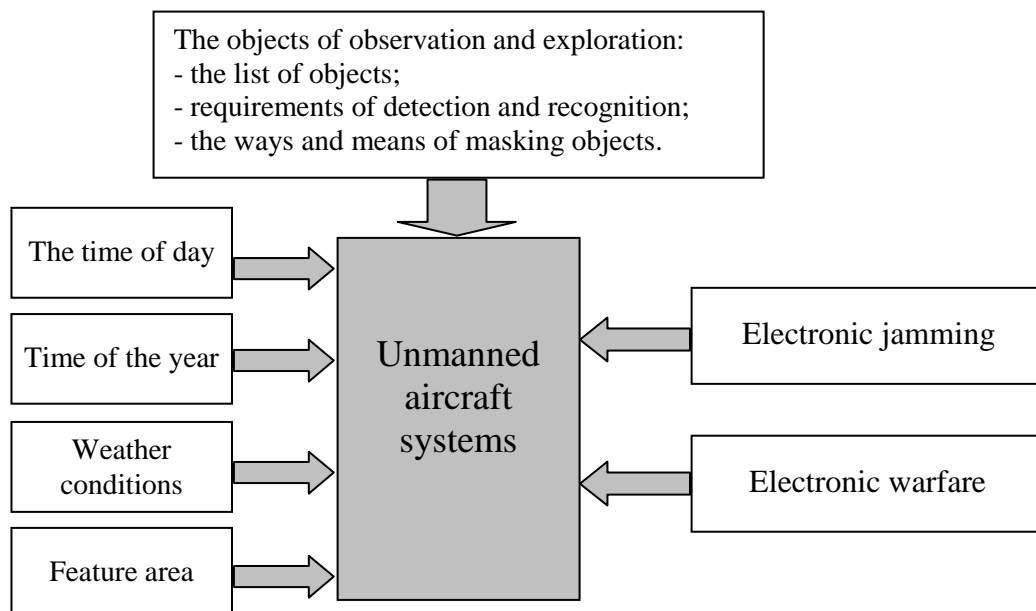 The objects of observation and exploration:
- the list of objects;
- requirements of detection and recognition;
- the ways and means of masking objects.
The time of day
Time of the year
Weather
conditions
Feature area
Unmanned
aircraft
systems
Electronic jamming
Electronic warfare